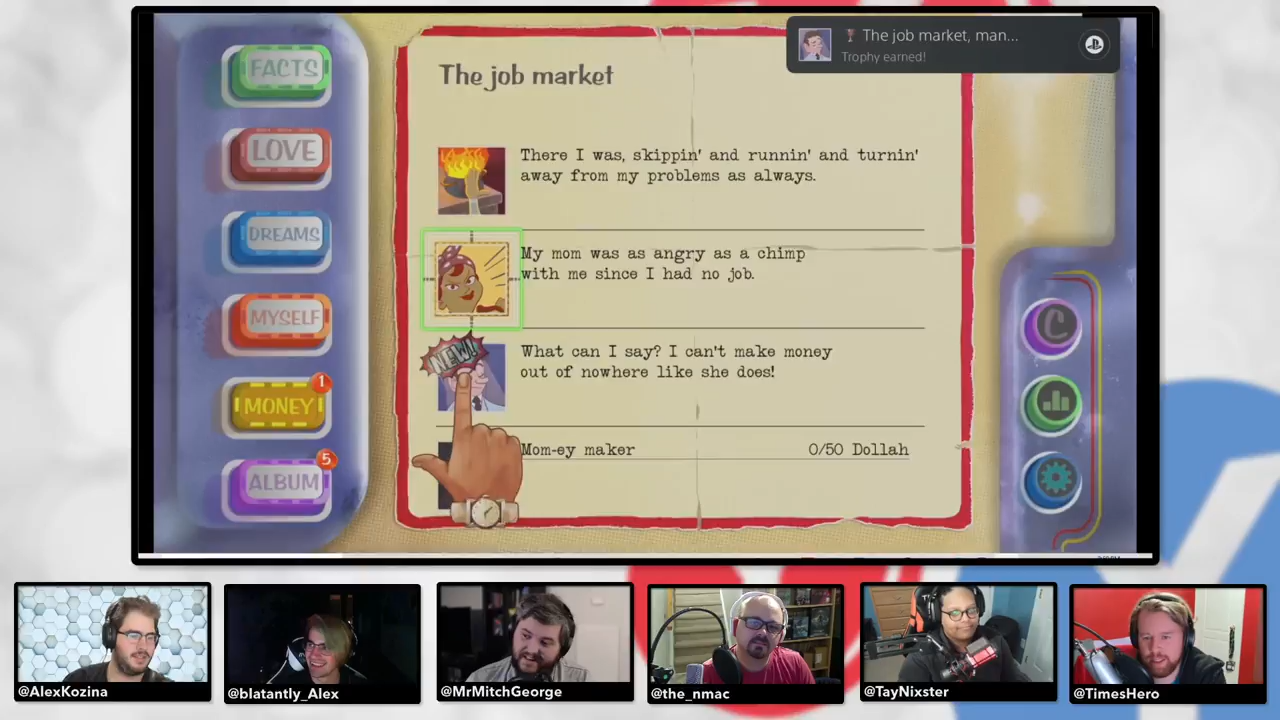 The job market, man...
Trophy earned!
FACTS
LOVE
DREAMS
MYSELF
MONEY
1
ALBUM
5
The job market
There I was, skippin' and runnin' and turnin'
away from my problems as always.
My mom was as angry as a chimp
with me since I had no job.
NEW!
What can I say? I can't make money
out of nowhere like she does!
Mom-ey maker 0/50 Dollah
C
@AlexKozina
@blatantly_Alex
@MrMitchGeorge
@the_nmac
@TayNixster
@TimesHero